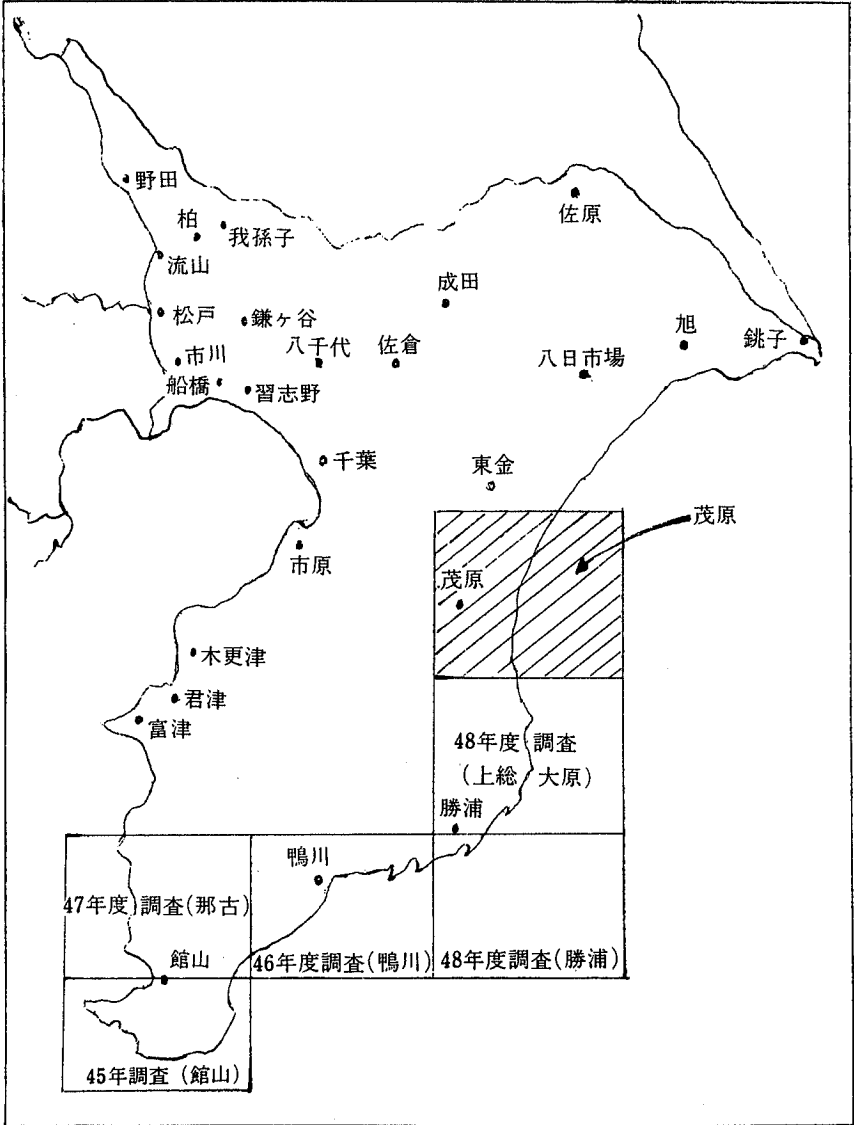 野田
柏
我孫子
流山
佐原
成田
松戸
鎌ヶ谷
旭
銚子
市川
八千代
佐倉
八日市場
船橋
習志野
千葉
東金
茂原
市原
茂原
木更津
君津
富津
48年度調査
(上総大原)
勝浦
鴨川
47年度調査(那古)
館山
46年度調査(鴨川)
48年度調査(勝浦)
45年調査(館山)